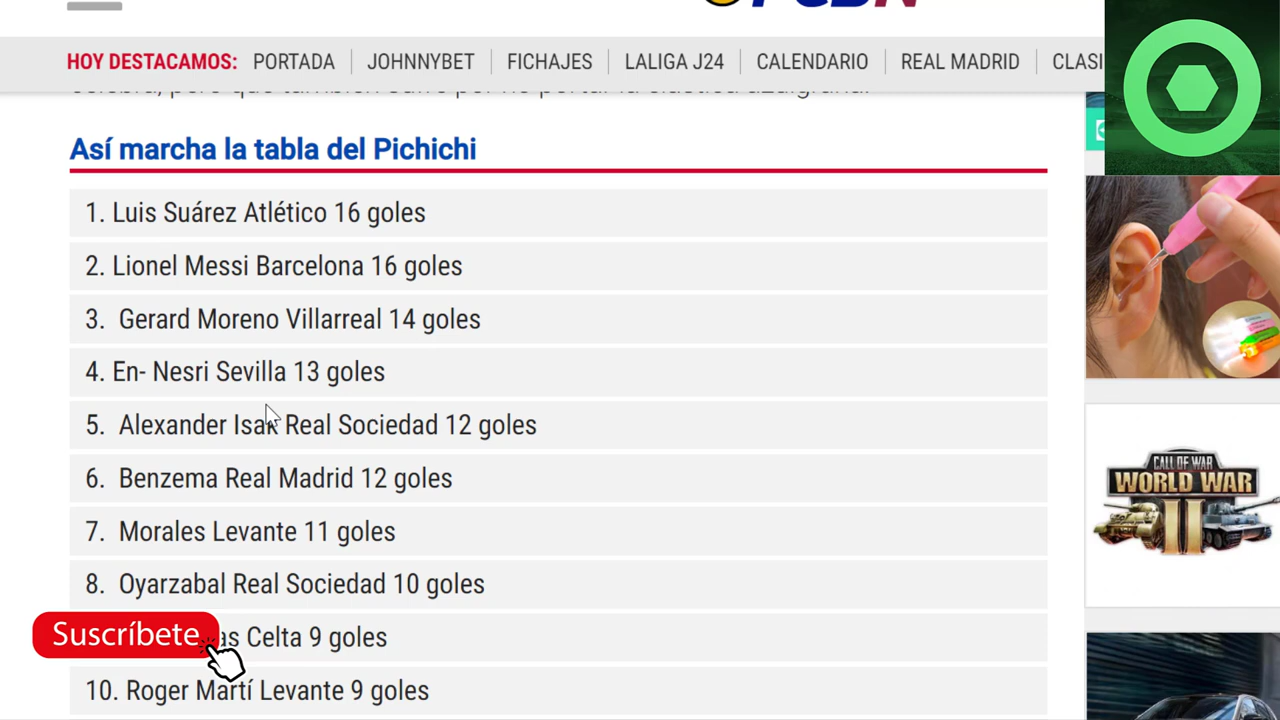 HOY DESTACAMOS: PORTADA JOHNNYBET FICHAJES LALIGA J24 CALENDARIO REAL MADRID CLASI
Así marcha la tabla del Pichichi
1. Luis Suárez Atlético 16 goles
2. Lionel Messi Barcelona 16 goles
3. Gerard Moreno Villarreal 14 goles
4. En- Nesri Sevilla 13 goles
5. Alexander Isak Real Sociedad 12 goles
6. Benzema Real Madrid 12 goles
7. Morales Levante 11 goles
8. Oyarzabal Real Sociedad 10 goles
Suscríbete
as Celta 9 goles
10. Roger Martí Levante 9 goles
CALL OF WAR
WORLD WAR
II